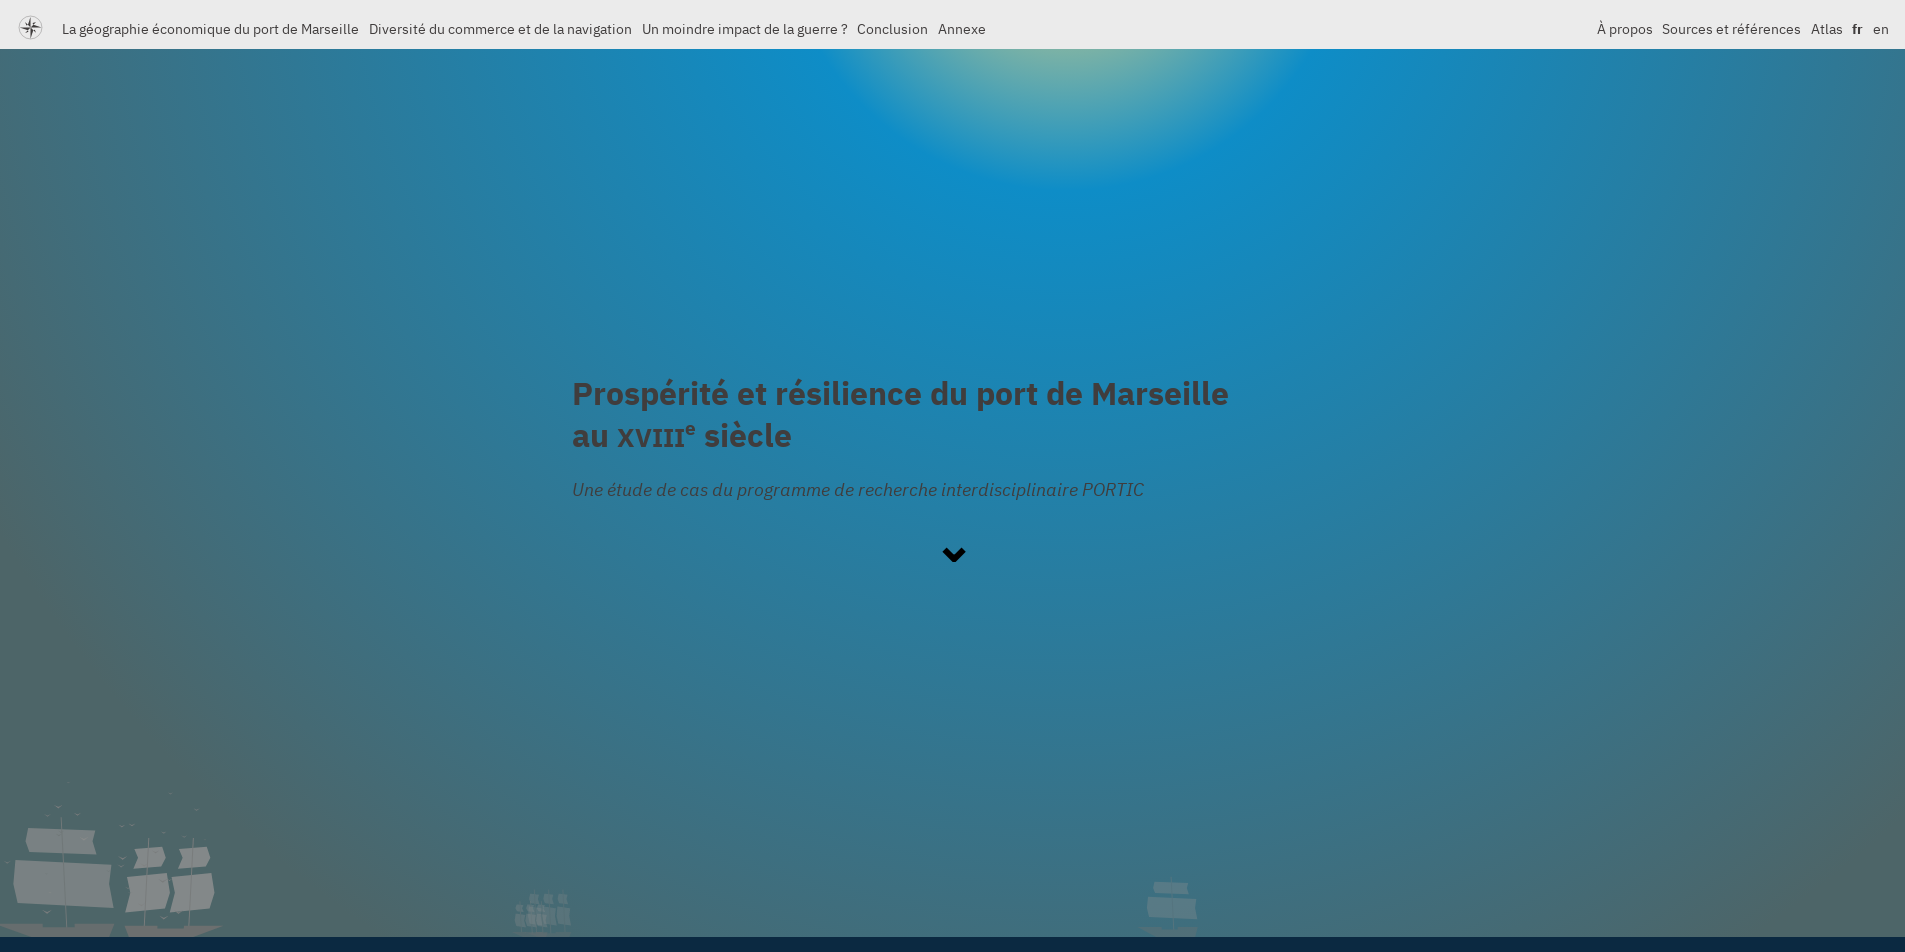 La géographie économique du port de Marseille Diversité du commerce et de la navigation Un moindre impact de la guerre ? Conclusion Annexe À propos Sources et références Atlas fr en
Prospérité et résilience du port de Marseille
au XVIIIe siècle
Une étude de cas du programme de recherche interdisciplinaire PORTIC